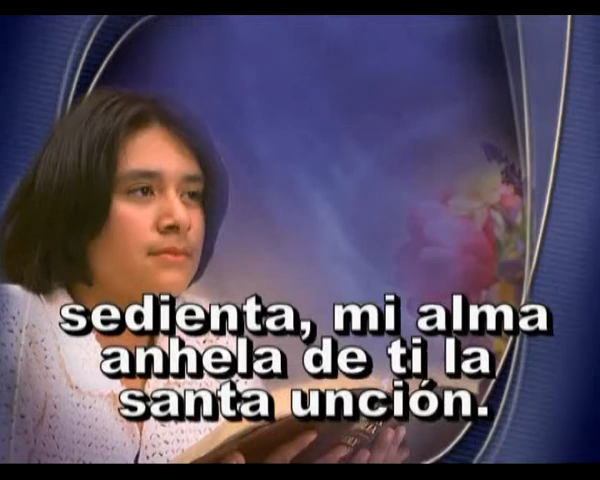 sedienta, mi alma
anhela de ti la
santa unción.